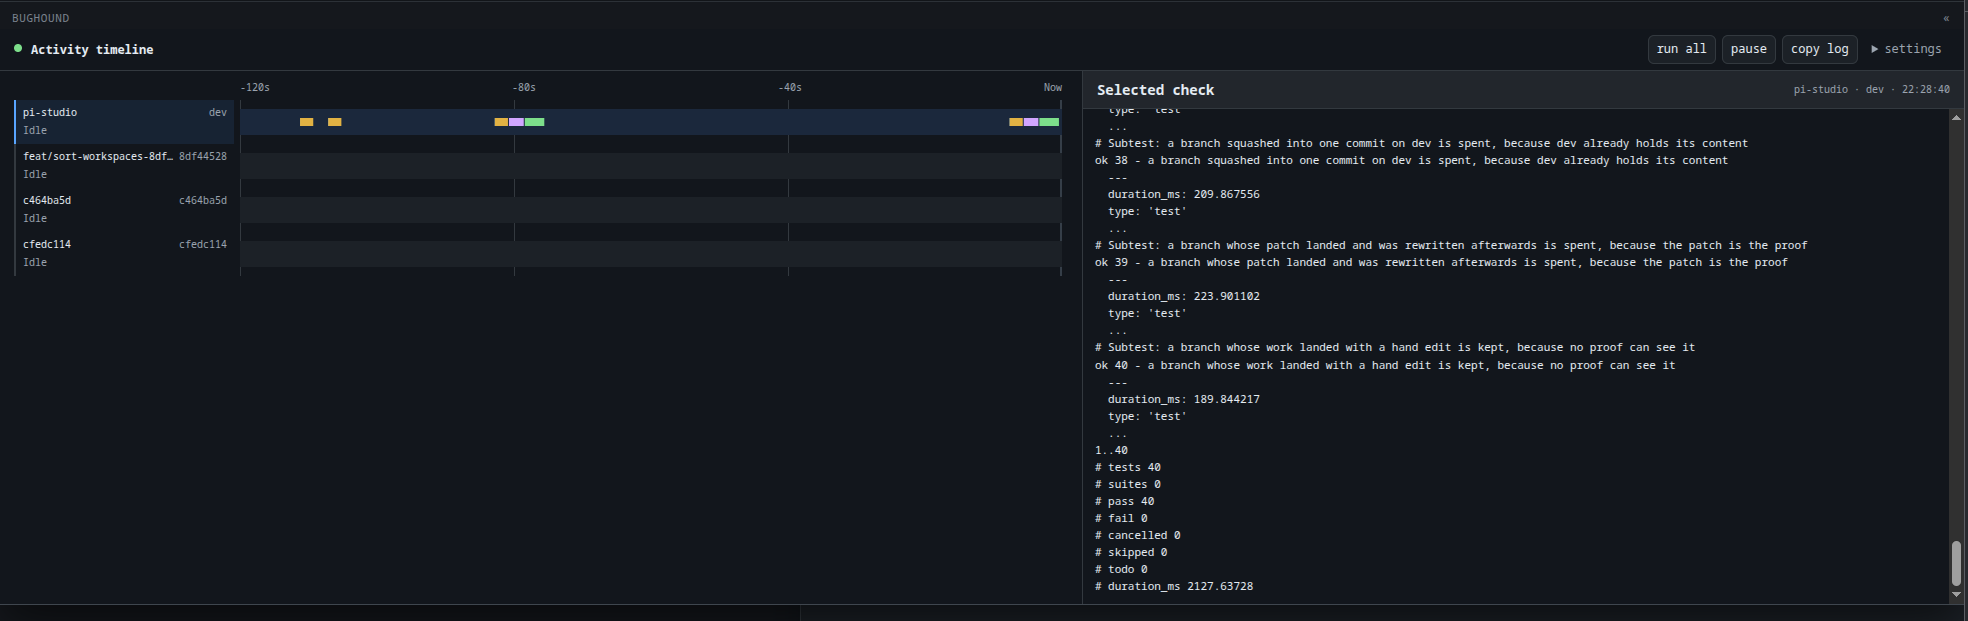 BUGHOUND
«
Activity timeline
run all
pause
copy log
▶ settings
-120s
-80s
-40s
Now
pi-studio
dev
Idle
feat/sort-workspaces-8df…
8df44528
Idle
c464ba5d
c464ba5d
Idle
cfedc114
cfedc114
Idle
Selected check
pi-studio · dev · 22:28:40
type: 'test'
...
# Subtest: a branch squashed into one commit on dev is spent, because dev already holds its content
ok 38 - a branch squashed into one commit on dev is spent, because dev already holds its content
---
duration_ms: 209.867556
type: 'test'
...
# Subtest: a branch whose patch landed and was rewritten afterwards is spent, because the patch is the proof
ok 39 - a branch whose patch landed and was rewritten afterwards is spent, because the patch is the proof
---
duration_ms: 223.901102
type: 'test'
...
# Subtest: a branch whose work landed with a hand edit is kept, because no proof can see it
ok 40 - a branch whose work landed with a hand edit is kept, because no proof can see it
---
duration_ms: 189.844217
type: 'test'
...
1..40
# tests 40
# suites 0
# pass 40
# fail 0
# cancelled 0
# skipped 0
# todo 0
# duration_ms 2127.63728